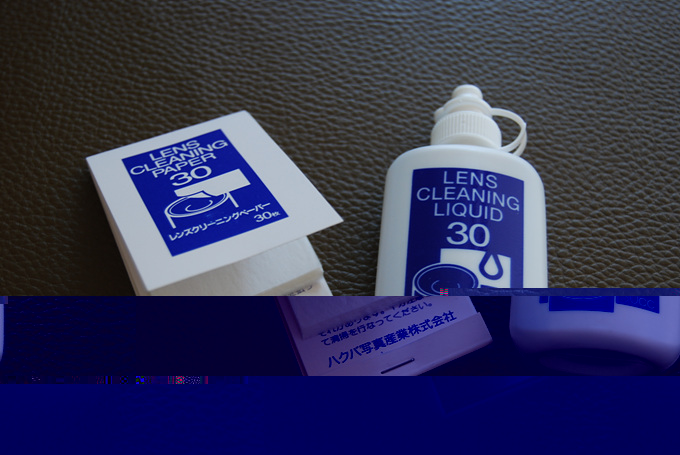 LENS
CLEANING
PAPER
30
レンズクリーニングペーパー
30枚
LENS
CLEANING
LIQUID
30
て清掃を行なってください。
ハクバ写真産業株式会社